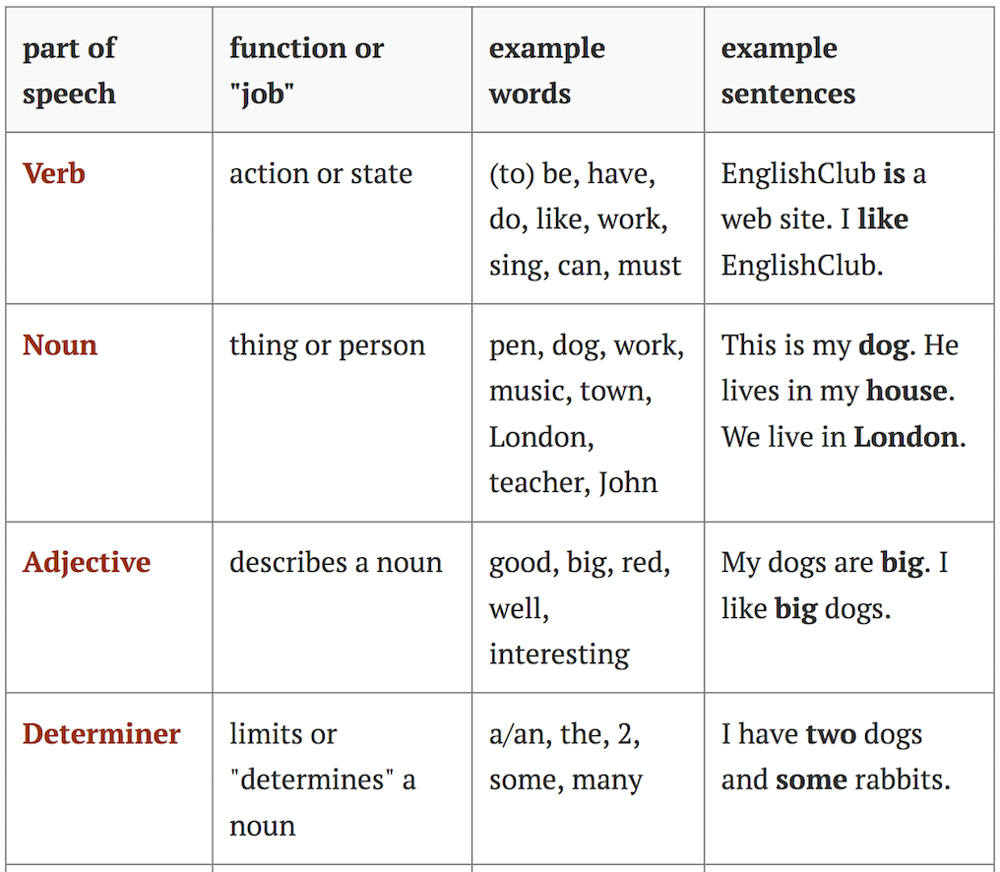 part of speech
function or "job"
example words
example sentences
Verb
action or state
(to) be, have,
do, like, work,
sing, can, must
EnglishClub is a
web site. I like
EnglishClub.
Noun
thing or person
pen, dog, work,
music, town,
London,
teacher, John
This is my dog. He
lives in my house.
We live in London.
Adjective
describes a noun
good, big, red,
well,
interesting
My dogs are big. I
like big dogs.
Determiner
limits or
"determines" a
noun
a/an, the, 2,
some, many
I have two dogs
and some rabbits.